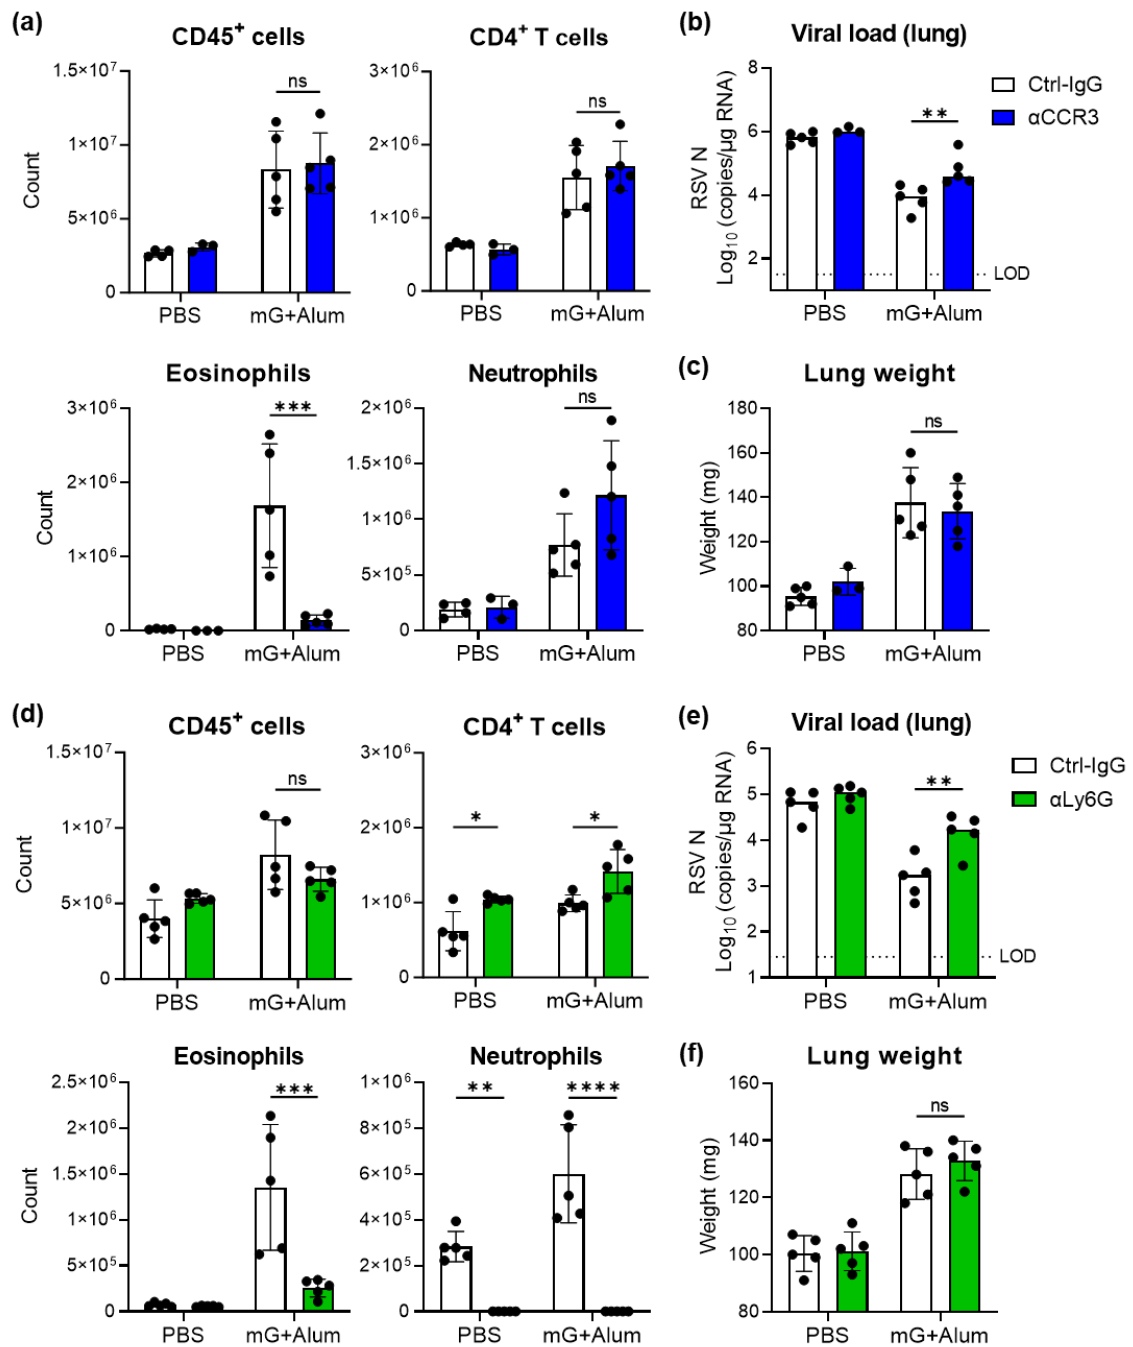 (a)
CD45⁺ cells
1.5×10⁷
1×10⁷
5×10⁶
0
Count
ns
PBS
mG+Alum
CD4⁺ T cells
3×10⁶
2×10⁶
1×10⁶
0
ns
PBS
mG+Alum
(b)
Viral load (lung)
8
6
4
2
RSV N
Log₁₀ (copies/µg RNA)
**
LOD
PBS
mG+Alum
Ctrl-IgG
αCCR3
Eosinophils
3×10⁶
2×10⁶
1×10⁶
0
Count
***
PBS
mG+Alum
Neutrophils
2×10⁶
1.5×10⁶
1×10⁶
5×10⁵
0
ns
PBS
mG+Alum
(c)
Lung weight
180
160
140
120
100
80
Weight (mg)
ns
PBS
mG+Alum
(d)
CD45⁺ cells
1.5×10⁷
1×10⁷
5×10⁶
0
Count
ns
PBS
mG+Alum
CD4⁺ T cells
3×10⁶
2×10⁶
1×10⁶
0
*
*
PBS
mG+Alum
(e)
Viral load (lung)
6
5
4
3
2
1
RSV N
Log₁₀ (copies/µg RNA)
**
LOD
PBS
mG+Alum
Ctrl-IgG
αLy6G
Eosinophils
2.5×10⁶
2×10⁶
1.5×10⁶
1×10⁶
5×10⁵
0
Count
***
PBS
mG+Alum
Neutrophils
1×10⁶
8×10⁵
6×10⁵
4×10⁵
2×10⁵
0
**
****
PBS
mG+Alum
(f)
Lung weight
160
140
120
100
80
Weight (mg)
ns
PBS
mG+Alum